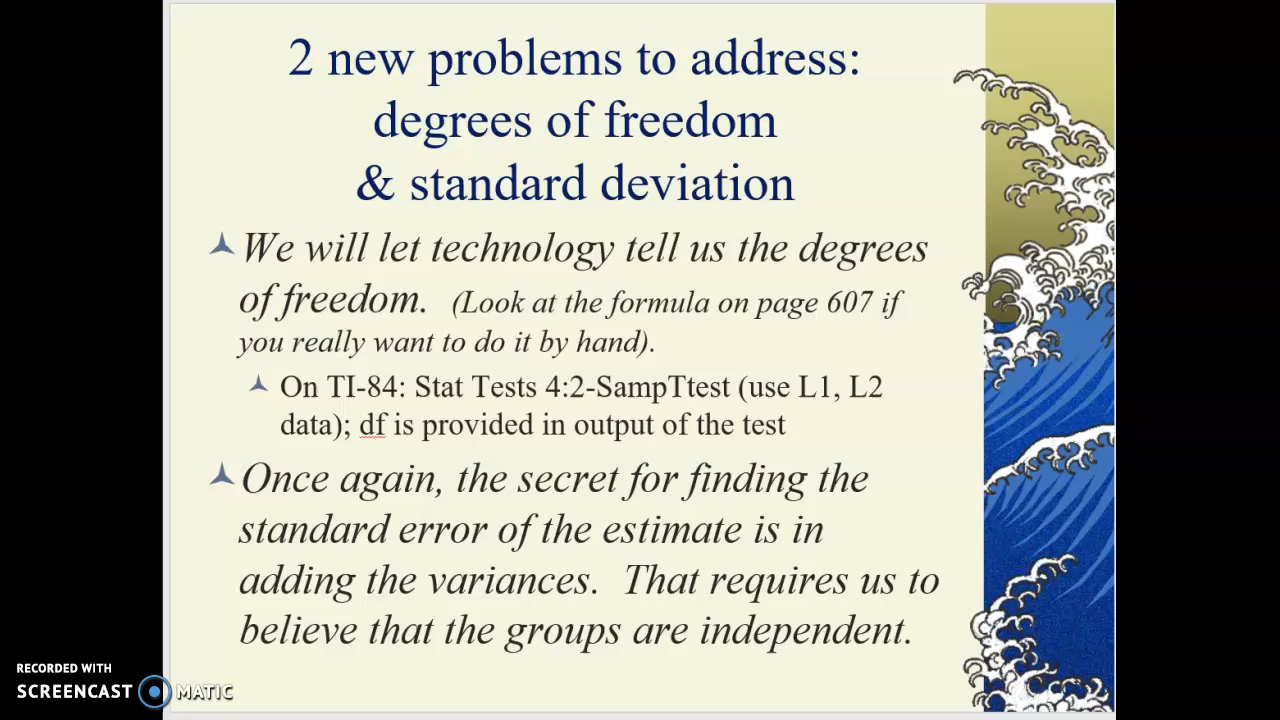 2 new problems to address:
degrees of freedom
& standard deviation
We will let technology tell us the degrees
of freedom. (Look at the formula on page 607 if
you really want to do it by hand).
On TI-84: Stat Tests 4:2-SampTtest (use L1, L2
data); df is provided in output of the test
Once again, the secret for finding the
standard error of the estimate is in
adding the variances. That requires us to
believe that the groups are independent.
RECORDED WITH
SCREENCAST MATIC